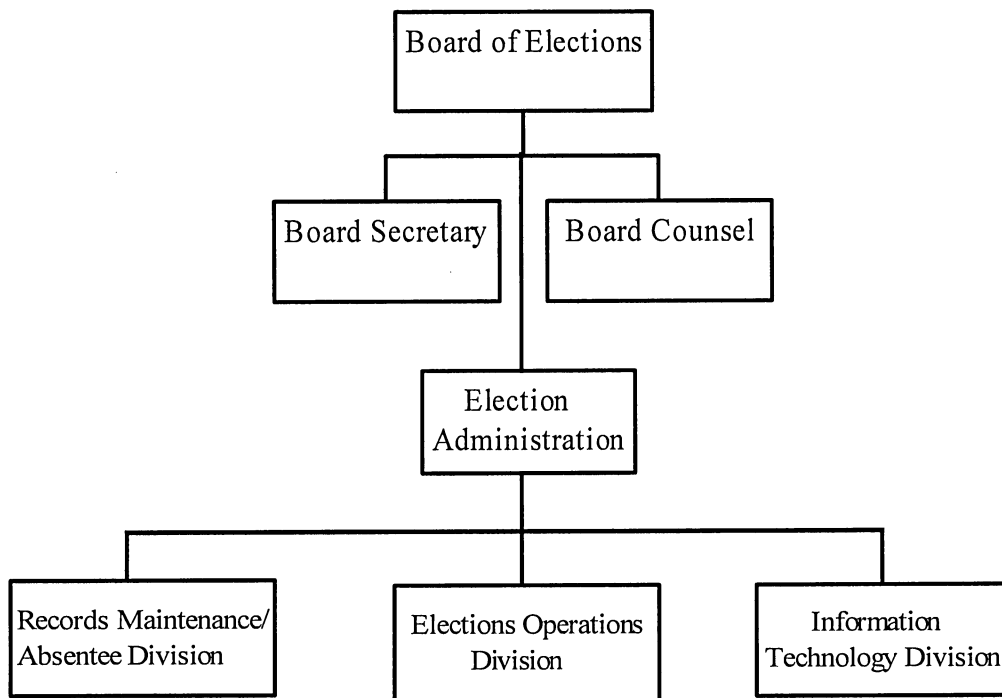 Board of Elections
Board Secretary
Board Counsel
Election
Administration
Records Maintenance/
Absentee Division
Elections Operations
Division
Information
Technology Division